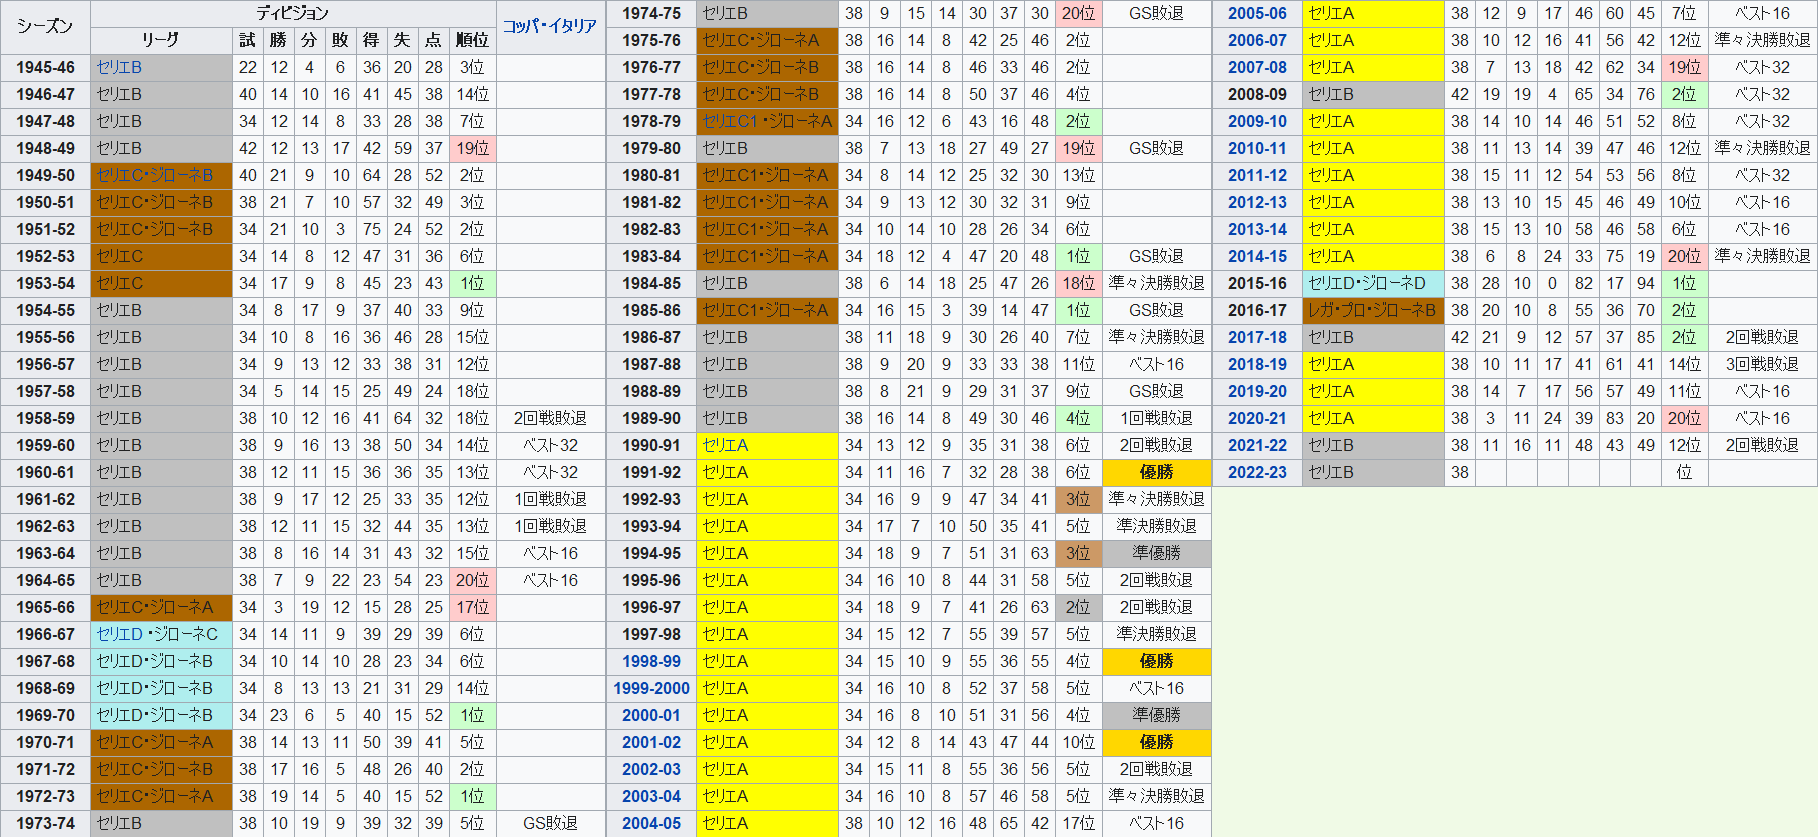 シーズン ディビジョン コッパ・イタリア
リーグ 試 勝 分 敗 得 失 点 順位
1945-46 セリエB 22 12 4 6 36 20 28 3位
1946-47 セリエB 40 14 10 16 41 45 38 14位
1947-48 セリエB 34 12 14 8 33 28 38 7位
1948-49 セリエB 42 12 13 17 42 59 37 19位
1949-50 セリエC・ジローネB 40 21 9 10 64 28 52 2位
1950-51 セリエC・ジローネB 38 21 7 10 57 32 49 3位
1951-52 セリエC・ジローネB 34 21 10 3 75 24 52 2位
1952-53 セリエC 34 14 8 12 47 31 36 6位
1953-54 セリエC 34 17 9 8 45 23 43 1位
1954-55 セリエB 34 8 17 9 37 40 33 9位
1955-56 セリエB 34 10 8 16 36 46 28 15位
1956-57 セリエB 34 9 13 12 33 38 31 12位
1957-58 セリエB 34 5 14 15 25 49 24 18位
1958-59 セリエB 38 10 12 16 41 64 32 18位 2回戦敗退
1959-60 セリエB 38 9 16 13 38 50 34 14位 ベスト32
1960-61 セリエB 38 12 11 15 36 36 35 13位 ベスト32
1961-62 セリエB 38 9 17 12 25 33 35 12位 1回戦敗退
1962-63 セリエB 38 12 11 15 32 44 35 13位 1回戦敗退
1963-64 セリエB 38 8 16 14 31 43 32 15位 ベスト16
1964-65 セリエB 38 7 9 22 23 54 23 20位 ベスト16
1965-66 セリエC・ジローネA 34 3 19 12 15 28 25 17位
1966-67 セリエD・ジローネC 34 14 11 9 39 29 39 6位
1967-68 セリエD・ジローネB 34 10 14 10 28 23 34 6位
1968-69 セリエD・ジローネB 34 8 13 13 21 31 29 14位
1969-70 セリエD・ジローネB 34 23 6 5 40 15 52 1位
1970-71 セリエC・ジローネA 38 14 13 11 50 39 41 5位
1971-72 セリエC・ジローネB 38 17 16 5 48 26 40 2位
1972-73 セリエC・ジローネA 38 19 14 5 40 15 52 1位
1973-74 セリエB 38 10 19 9 39 32 39 5位 GS敗退
1974-75 セリエB 38 9 15 14 30 37 30 20位 GS敗退
1975-76 セリエC・ジローネA 38 16 14 8 42 25 46 2位
1976-77 セリエC・ジローネB 38 16 14 8 46 33 46 2位
1977-78 セリエC・ジローネB 38 16 14 8 50 37 46 4位
1978-79 セリエC1・ジローネA 34 16 12 6 43 16 48 2位
1979-80 セリエB 38 7 13 18 27 49 27 19位 GS敗退
1980-81 セリエC1・ジローネA 34 8 14 12 25 32 30 13位
1981-82 セリエC1・ジローネA 34 9 13 12 30 32 31 9位
1982-83 セリエC1・ジローネA 34 10 14 10 28 26 34 6位
1983-84 セリエC1・ジローネA 34 18 12 4 47 20 48 1位 GS敗退
1984-85 セリエB 38 6 14 18 25 47 26 18位 準々決勝敗退
1985-86 セリエC1・ジローネA 34 16 15 3 39 14 47 1位 GS敗退
1986-87 セリエB 38 11 18 9 30 26 40 7位 準々決勝敗退
1987-88 セリエB 38 9 20 9 33 33 38 11位 ベスト16
1988-89 セリエB 38 8 21 9 29 31 37 9位 GS敗退
1989-90 セリエB 38 16 14 8 49 30 46 4位 1回戦敗退
1990-91 セリエA 34 13 12 9 35 31 38 6位 2回戦敗退
1991-92 セリエA 34 11 16 7 32 28 38 6位 優勝
1992-93 セリエA 34 16 9 9 47 34 41 3位 準々決勝敗退
1993-94 セリエA 34 17 7 10 50 35 41 5位 準決勝敗退
1994-95 セリエA 34 18 9 7 51 31 63 3位 準優勝
1995-96 セリエA 34 16 10 8 44 31 58 5位 2回戦敗退
1996-97 セリエA 34 18 9 7 41 26 63 2位 2回戦敗退
1997-98 セリエA 34 15 12 7 55 39 57 5位 準決勝敗退
1998-99 セリエA 34 15 10 9 55 36 55 4位 優勝
1999-2000 セリエA 34 16 10 8 52 37 58 5位 ベスト16
2000-01 セリエA 34 16 8 10 51 31 56 4位 準優勝
2001-02 セリエA 34 12 8 14 43 47 44 10位 優勝
2002-03 セリエA 34 15 11 8 55 36 56 5位 2回戦敗退
2003-04 セリエA 34 16 10 8 57 46 58 5位 準々決勝敗退
2004-05 セリエA 38 10 12 16 48 65 42 17位 ベスト16
2005-06 セリエA 38 12 9 17 46 60 45 7位 ベスト16
2006-07 セリエA 38 10 12 16 41 56 42 12位 準々決勝敗退
2007-08 セリエA 38 7 13 18 42 62 34 19位 ベスト32
2008-09 セリエB 42 19 19 4 65 34 76 2位 ベスト32
2009-10 セリエA 38 14 10 14 46 51 52 8位 ベスト32
2010-11 セリエA 38 11 13 14 39 47 46 12位 準々決勝敗退
2011-12 セリエA 38 15 11 12 54 53 56 8位 ベスト32
2012-13 セリエA 38 13 10 15 45 46 49 10位 ベスト16
2013-14 セリエA 38 15 13 10 58 46 58 6位 ベスト16
2014-15 セリエA 38 6 8 24 33 75 19 20位 準々決勝敗退
2015-16 セリエD・ジローネD 38 28 10 0 82 17 94 1位
2016-17 レガ・プロ・ジローネB 38 20 10 8 55 36 70 2位
2017-18 セリエB 42 21 9 12 57 37 85 2位 2回戦敗退
2018-19 セリエA 38 10 11 17 41 61 41 14位 3回戦敗退
2019-20 セリエA 38 14 7 17 56 57 49 11位 ベスト16
2020-21 セリエA 38 3 11 24 39 83 20 20位 ベスト16
2021-22 セリエB 38 11 16 11 48 43 49 12位 2回戦敗退
2022-23 セリエB 38 位